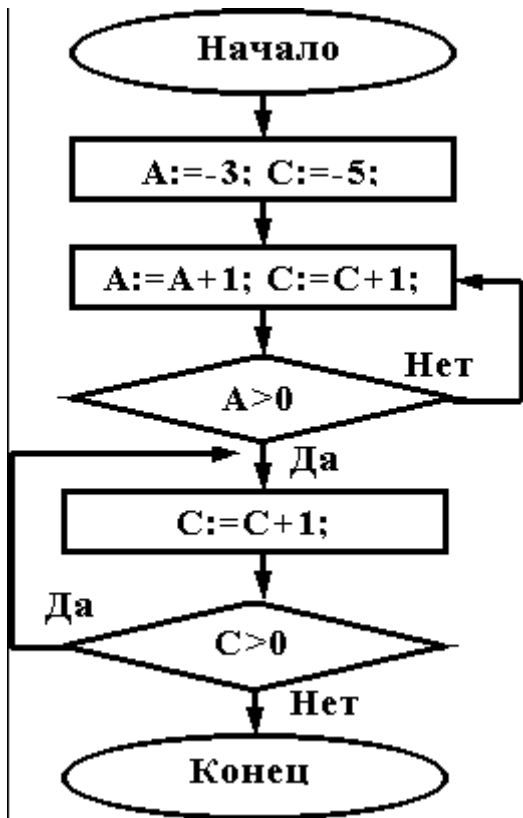 Начало
A:=-3; C:=-5;
A:=A+1; C:=C+1;
Нет
A>0
Да
C:=C+1;
Да
C>0
Нет
Конец